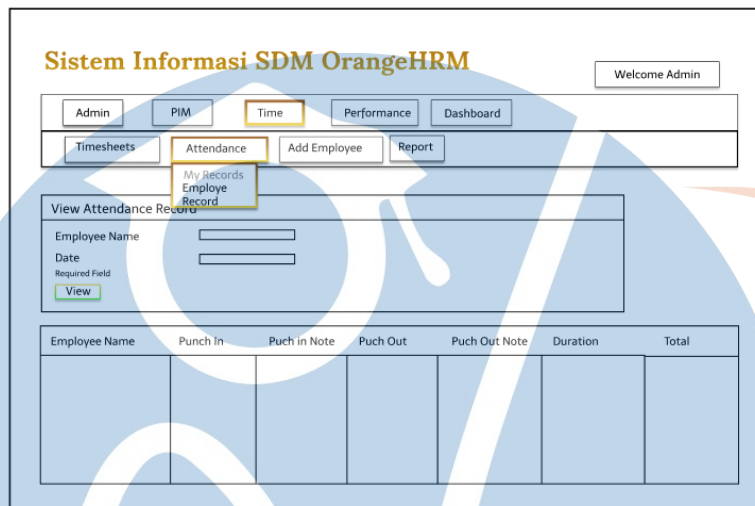 Sistem Informasi SDM OrangeHRM
Welcome Admin
Admin PIM Time Performance Dashboard
Timesheets Attendance Add Employee Report
My Records
Employe
Record
View Attendance Record
Employee Name
Date
Required Field
View
Employee Name Punch In Puch in Note Puch Out Puch Out Note Duration Total